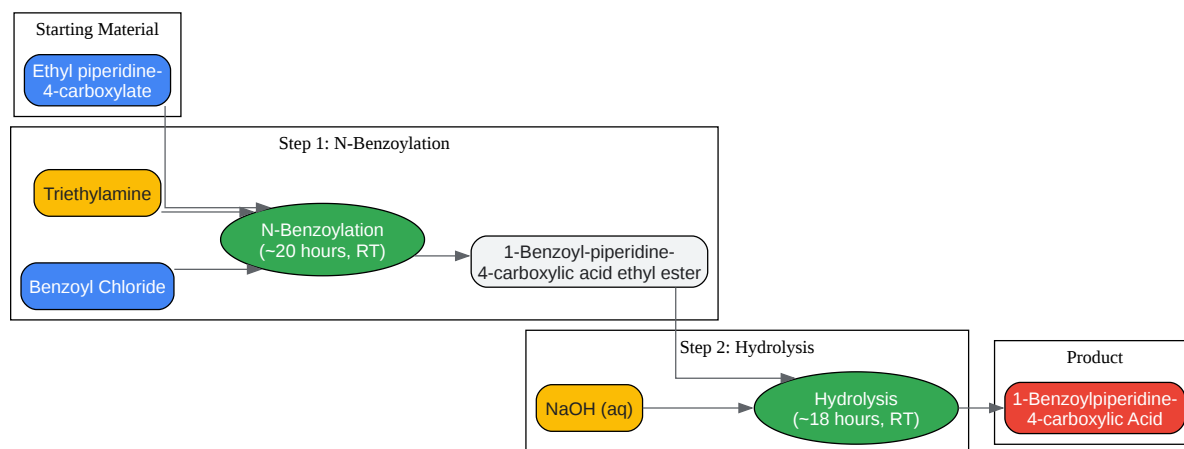 Starting Material
Ethyl piperidine-
4-carboxylate
Step 1: N-Benzoylation
Triethylamine
N-Benzoylation
(~20 hours, RT)
Benzoyl Chloride
1-Benzoyl-piperidine-
4-carboxylic acid ethyl ester
Step 2: Hydrolysis
NaOH (aq)
Hydrolysis
(~18 hours, RT)
Product
1-Benzoylpiperidine-
4-carboxylic Acid